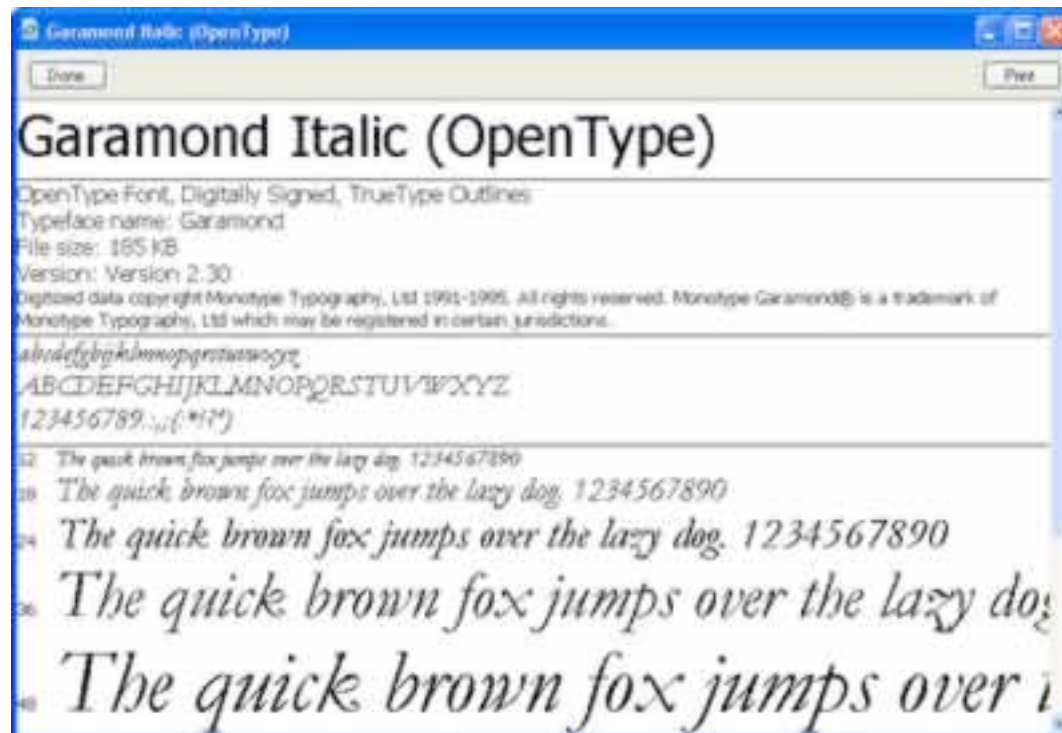 Garamond Italic (OpenType)
Done
Print
Garamond Italic (OpenType)
OpenType Font, Digitally Signed, TrueType Outlines
Typeface name: Garamond
File size: 185 KB
Version: Version 2.30
Digitized data copyright Monotype Typography, Ltd 1991-1995. All rights reserved. Monotype Garamond® is a trademark of
Monotype Typography, Ltd which may be registered in certain jurisdictions.
abcdefghijklmnopqrstuvwxyz
ABCDEFGHIJKLMNOPQRSTUVWXYZ
123456789.:,;(:*!?')
12 The quick brown fox jumps over the lazy dog. 1234567890
18 The quick brown fox jumps over the lazy dog. 1234567890
24 The quick brown fox jumps over the lazy dog. 1234567890
36 The quick brown fox jumps over the lazy dog
48 The quick brown fox jumps over